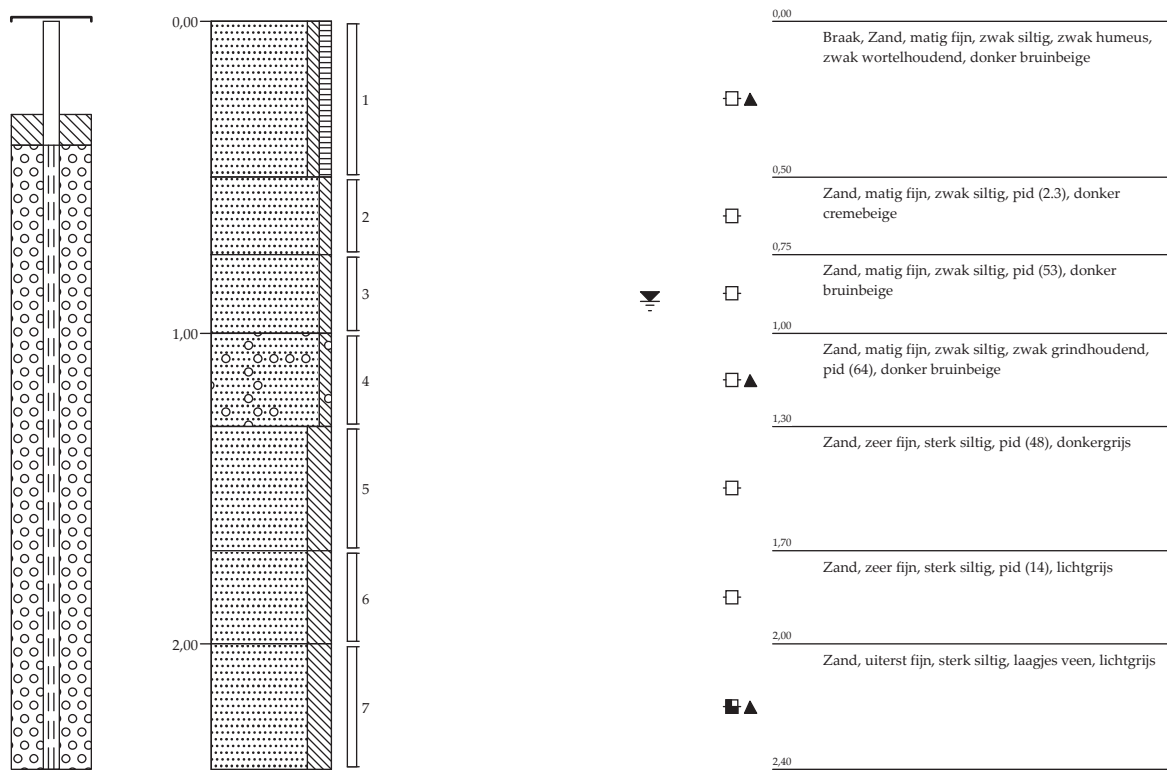 0,00
1,00
2,00
1
2
3
4
5
6
7
0,00
Braak, Zand, matig fijn, zwak siltig, zwak humeus,
zwak wortelhoudend, donker bruinbeige
0,50
Zand, matig fijn, zwak siltig, pid (2.3), donker
cremebeige
0,75
Zand, matig fijn, zwak siltig, pid (53), donker
bruinbeige
1,00
Zand, matig fijn, zwak siltig, zwak grindhoudend,
pid (64), donker bruinbeige
1,30
Zand, zeer fijn, sterk siltig, pid (48), donkergrijs
1,70
Zand, zeer fijn, sterk siltig, pid (14), lichtgrijs
2,00
Zand, uiterst fijn, sterk siltig, laagjes veen, lichtgrijs
2,40